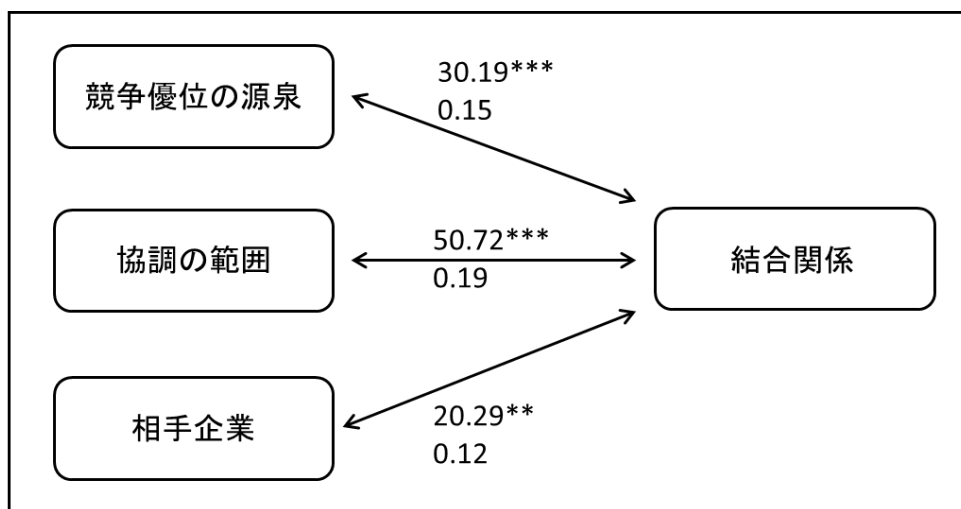 競争優位の源泉
30.19***
0.15
協調の範囲
50.72***
0.19
結合関係
相手企業
20.29**
0.12